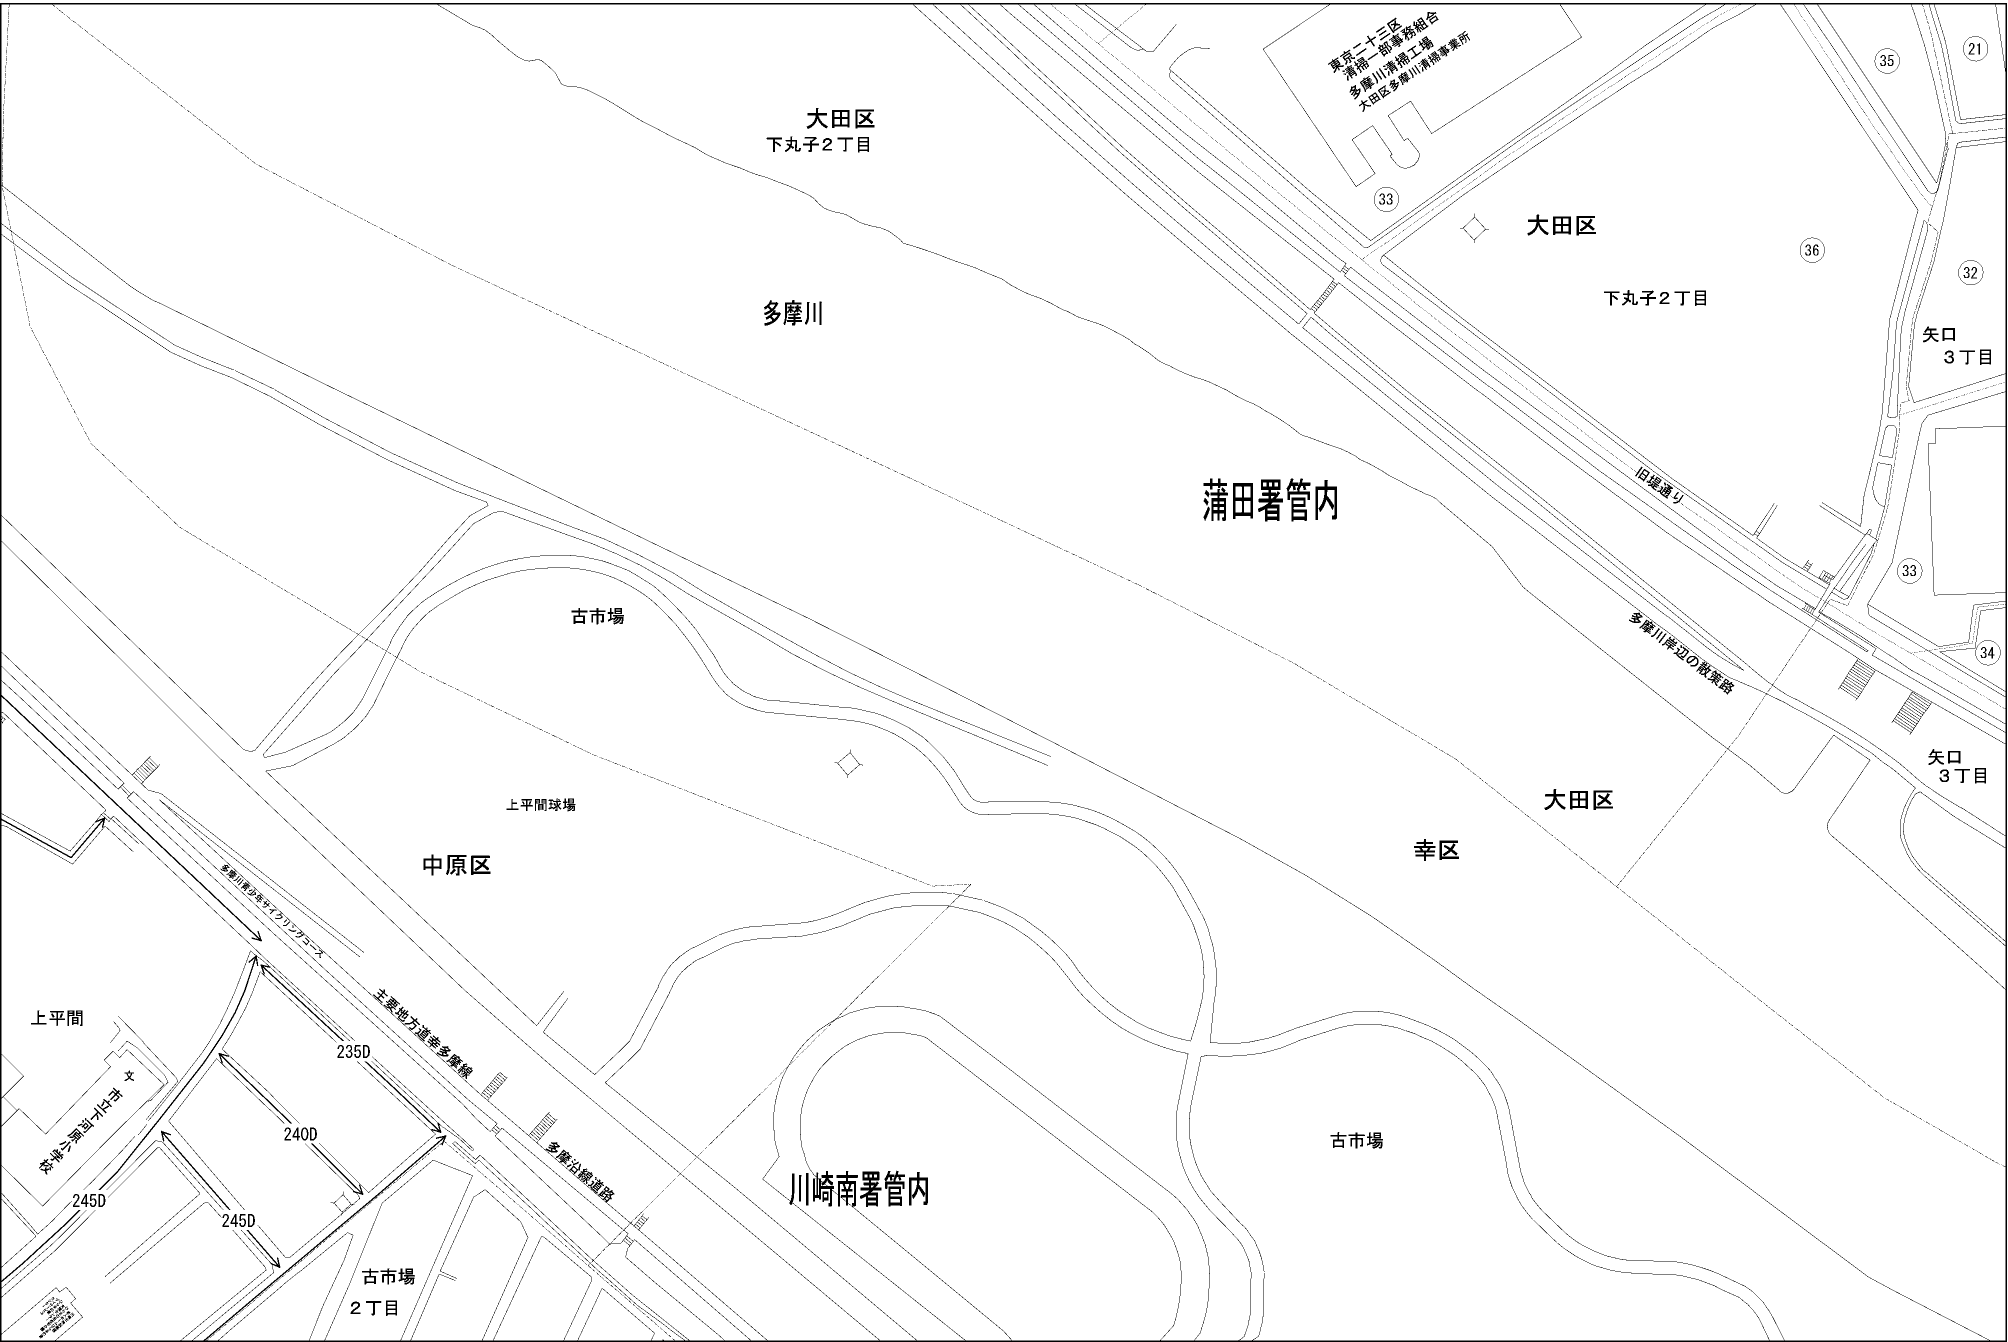 東京二十三区
清掃一部事務組合
多摩川清掃工場
大田区多摩川清掃事業所
35
21
大田区
下丸子2丁目
33
大田区
36
32
下丸子2丁目
多摩川
矢口
3丁目
旧堤通り
蒲田署管内
33
古市場
多摩川岸辺の散策路
34
矢口
3丁目
大田区
上平間球場
幸区
中原区
多摩川青少年サイクリングコース
主要地方道幸多摩線
上平間
235D
市立下河原小学校
文
240D
古市場
多摩沿線道路
川崎南署管内
245D
245D
古市場
2丁目